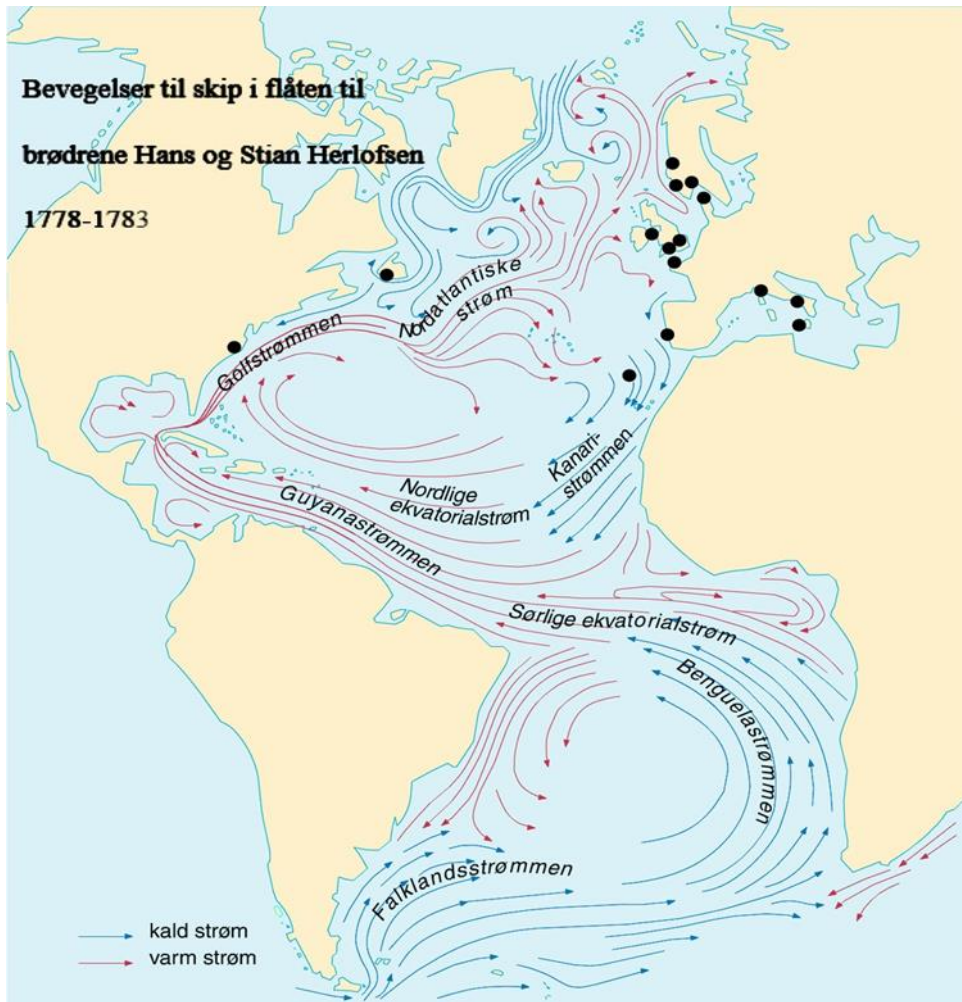 Bevegelser til skip i flåten til
brødrene Hans og Stian Herlofsen
1778-1783
Nordatlantiske
strøm
Golfstrømmen
Kanari-
strømmen
Nordlige
ekvatorialstrøm
Guyanastrømmen
Sørlige ekvatorialstrøm
Benguelastrømmen
Falklandsstrømmen
kald strøm
varm strøm